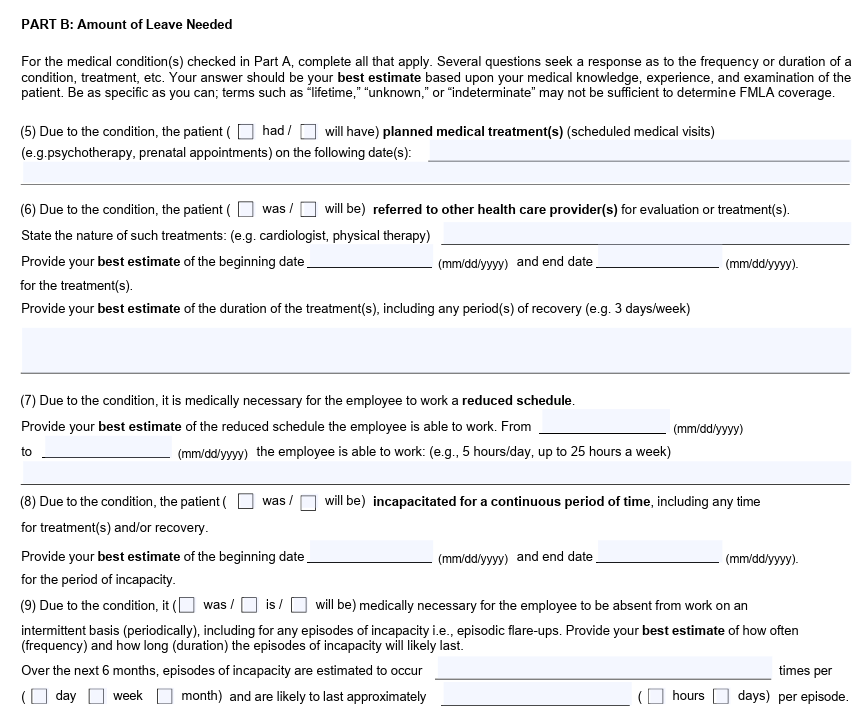 PART B: Amount of Leave Needed
For the medical condition(s) checked in Part A, complete all that apply. Several questions seek a response as to the frequency or duration of a
condition, treatment, etc. Your answer should be your best estimate based upon your medical knowledge, experience, and examination of the
patient. Be as specific as you can; terms such as “lifetime,” “unknown,” or “indeterminate” may not be sufficient to determine FMLA coverage.
(5) Due to the condition, the patient ( had / will have) planned medical treatment(s) (scheduled medical visits)
(e.g.psychotherapy, prenatal appointments) on the following date(s):
(6) Due to the condition, the patient ( was / will be) referred to other health care provider(s) for evaluation or treatment(s).
State the nature of such treatments: (e.g. cardiologist, physical therapy)
Provide your best estimate of the beginning date (mm/dd/yyyy) and end date (mm/dd/yyyy).
for the treatment(s).
Provide your best estimate of the duration of the treatment(s), including any period(s) of recovery (e.g. 3 days/week)
(7) Due to the condition, it is medically necessary for the employee to work a reduced schedule.
Provide your best estimate of the reduced schedule the employee is able to work. From (mm/dd/yyyy)
to (mm/dd/yyyy) the employee is able to work: (e.g., 5 hours/day, up to 25 hours a week)
(8) Due to the condition, the patient ( was / will be) incapacitated for a continuous period of time, including any time
for treatment(s) and/or recovery.
Provide your best estimate of the beginning date (mm/dd/yyyy) and end date (mm/dd/yyyy).
for the period of incapacity.
(9) Due to the condition, it ( was / is / will be) medically necessary for the employee to be absent from work on an
intermittent basis (periodically), including for any episodes of incapacity i.e., episodic flare-ups. Provide your best estimate of how often
(frequency) and how long (duration) the episodes of incapacity will likely last.
Over the next 6 months, episodes of incapacity are estimated to occur times per
( day week month) and are likely to last approximately ( hours days) per episode.